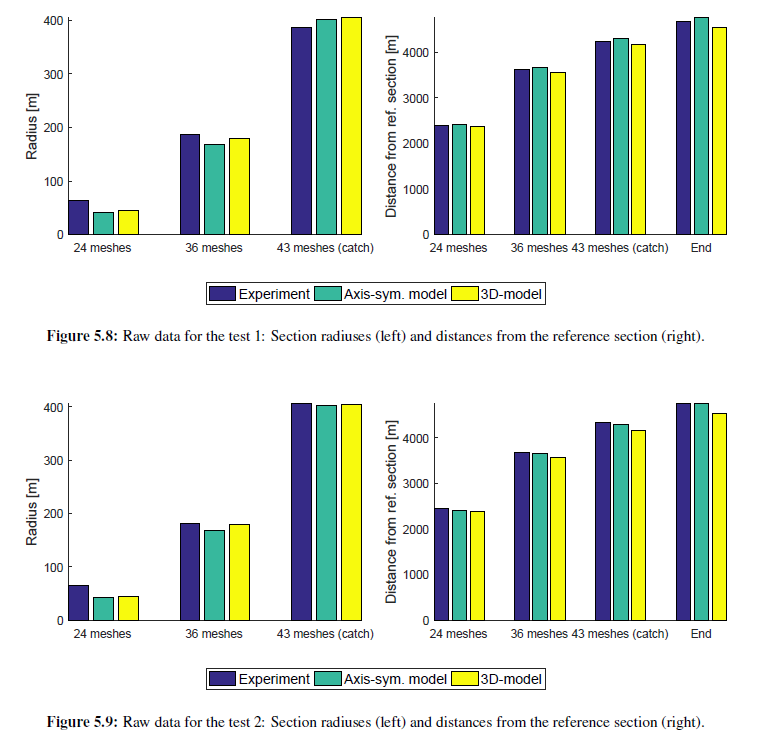 400
300
200
100
0
Radius [m]
24 meshes
36 meshes
43 meshes (catch)
4000
3000
2000
1000
0
Distance from ref. section [m]
24 meshes
36 meshes
43 meshes (catch)
End
Experiment
Axis-sym. model
3D-model
Figure 5.8: Raw data for the test 1: Section radiuses (left) and distances from the reference section (right).
400
300
200
100
0
Radius [m]
24 meshes
36 meshes
43 meshes (catch)
4000
3000
2000
1000
0
Distance from ref. section [m]
24 meshes
36 meshes
43 meshes (catch)
End
Experiment
Axis-sym. model
3D-model
Figure 5.9: Raw data for the test 2: Section radiuses (left) and distances from the reference section (right).